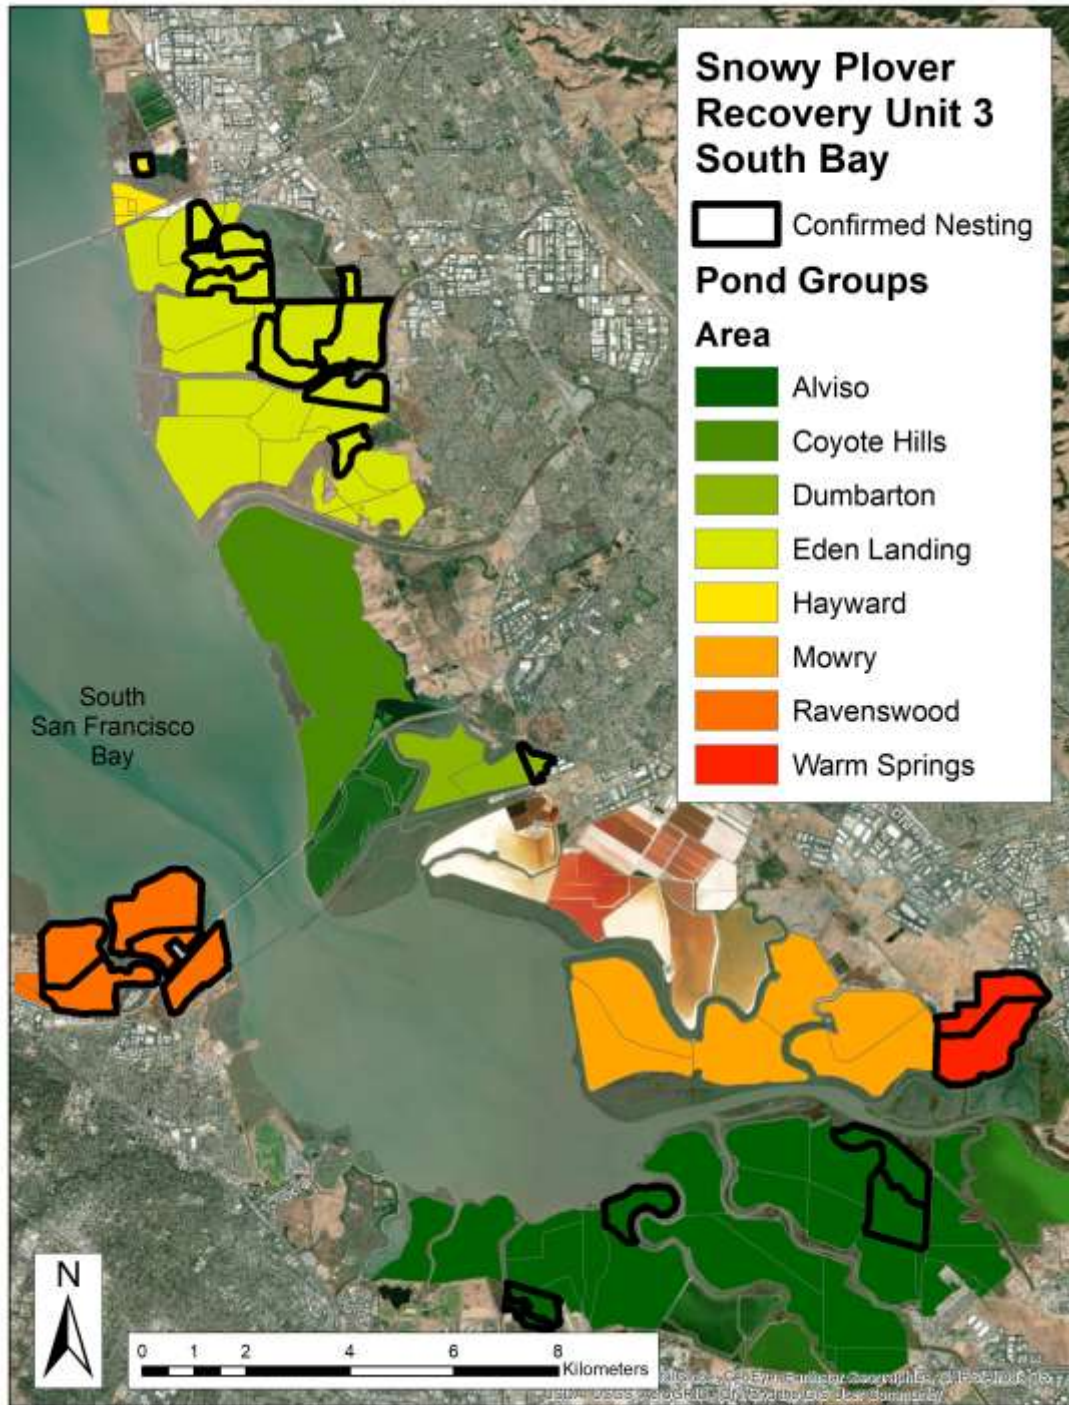 Snowy Plover
Recovery Unit 3
South Bay
Confirmed Nesting
Pond Groups
Area
Alviso
Coyote Hills
Dumbarton
Eden Landing
Hayward
Mowry
Ravenswood
Warm Springs
South
San Francisco
Bay
N
0 1 2 4 6 8
Kilometers